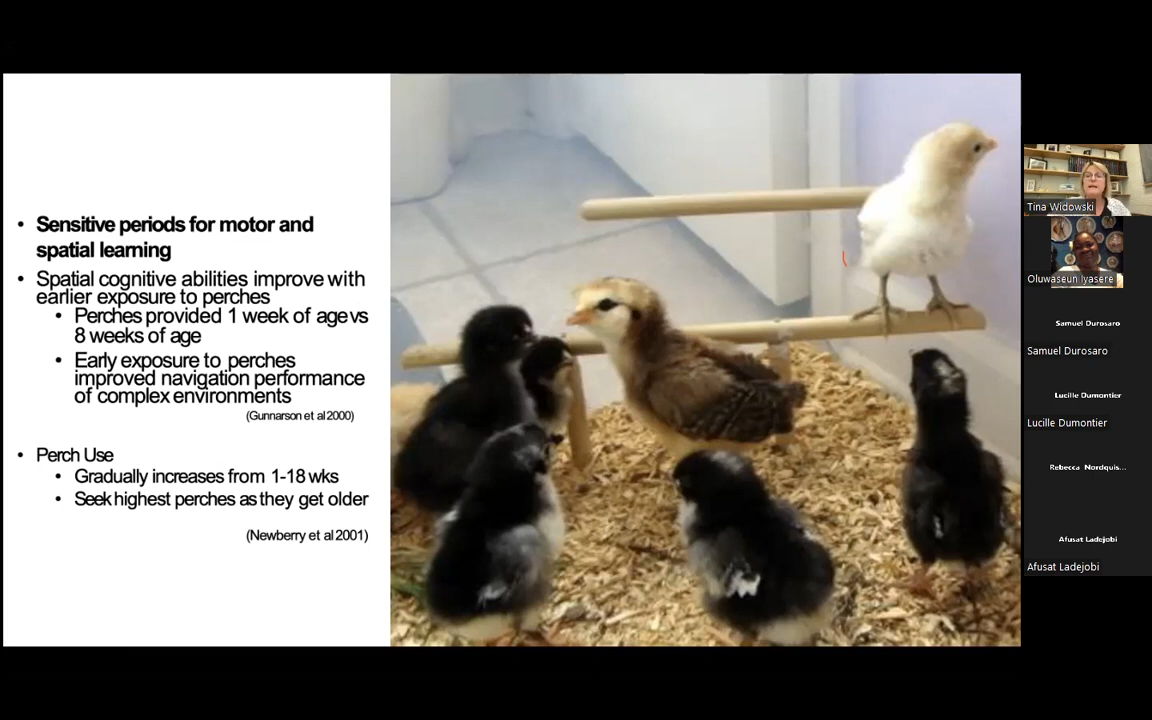 • Sensitive periods for motor and
spatial learning
• Spatial cognitive abilities improve with
earlier exposure to perches
• Perches provided 1 week of age vs
8 weeks of age
• Early exposure to perches
improved navigation performance
of complex environments
(Gunnarson et al 2000)
• Perch Use
• Gradually increases from 1-18 wks
• Seek highest perches as they get older
(Newberry et al 2001)
Tina Widowski
Oluwaseun Iyasere
Samuel Durosaro
Samuel Durosaro
Lucille Dumontier
Lucille Dumontier
Rebecca Nordquis...
Afusat Ladejobi
Afusat Ladejobi